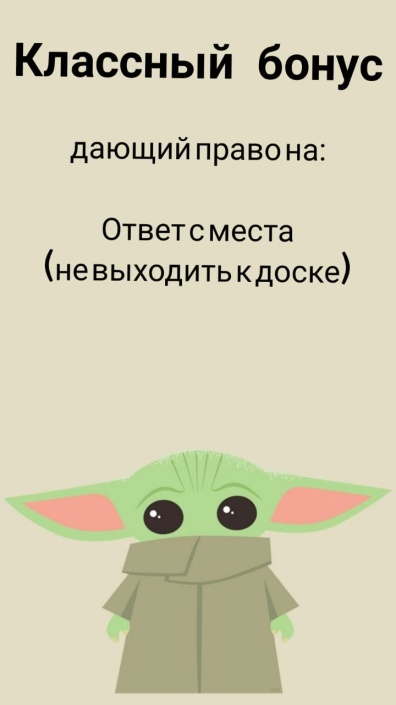 Классный бонус
дающий право на:
Ответ с места
(не выходить к доске)